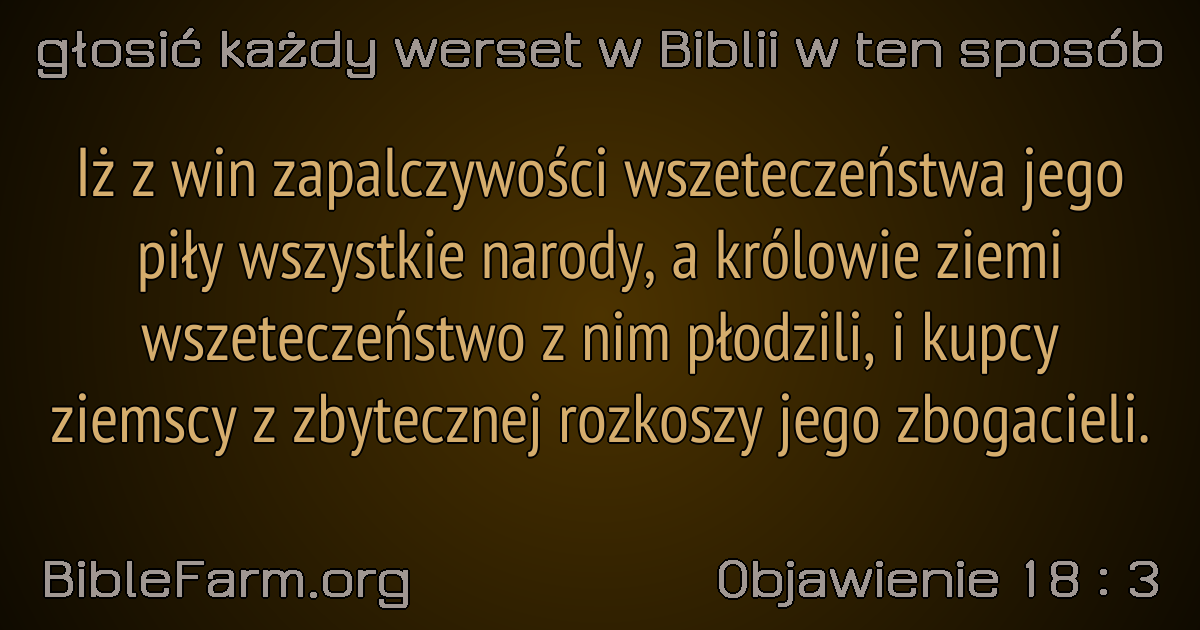 głosić każdy werset w Biblii w ten sposób
Iż z win zapalczywości wszeteczeństwa jego
piły wszystkie narody, a królowie ziemi
wszeteczeństwo z nim płodzili, i kupcy
ziemscy z zbytecznej rozkoszy jego zbogacieli.
BibleFarm.org
Objawienie 18 : 3